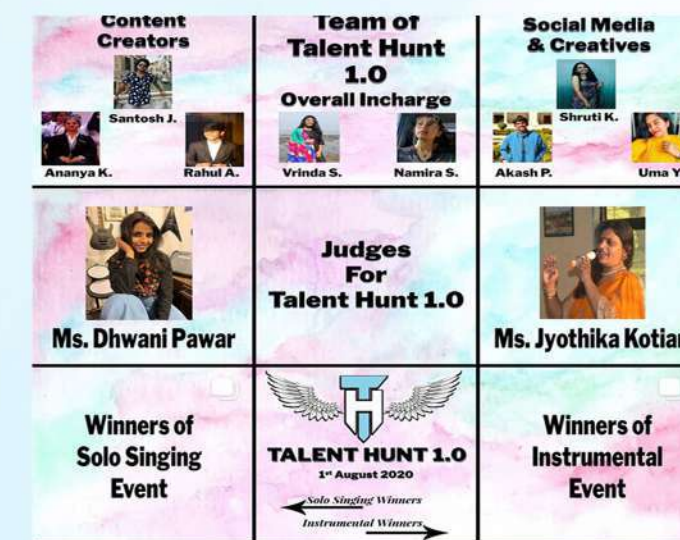 Content
Creators
Santosh J.
Ananya K.
Rahul A.
Team of
Talent Hunt
1.0
Overall Incharge
Vrinda S.
Namira S.
Social Media
& Creatives
Shruti K.
Akash P.
Uma Y
Ms. Dhwani Pawar
Judges
For
Talent Hunt 1.0
Ms. Jyothika Kotian
Winners of
Solo Singing
Event
TH
TALENT HUNT 1.0
1st August 2020
Solo Singing Winners
Instrumental Winners
Winners of
Instrumental
Event